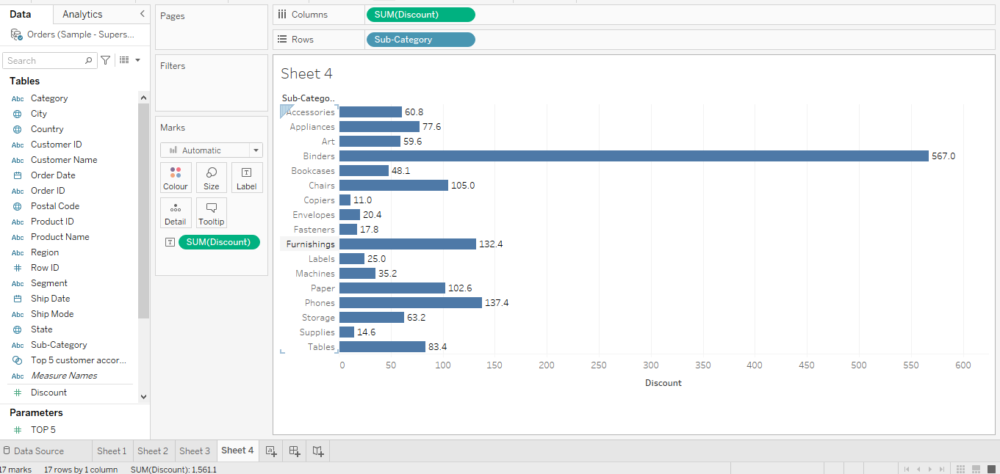 Data
Analytics
Orders (Sample - Supers...
Search
Tables
Abc Category
City
Country
Abc Customer ID
Abc Customer Name
Order Date
Abc Order ID
Postal Code
Abc Product ID
Abc Product Name
Abc Region
Row ID
Abc Segment
Ship Date
Abc Ship Mode
State
Abc Sub-Category
Top 5 customer accor...
Abc Measure Names
Discount
Parameters
TOP 5
Pages
Filters
Marks
Automatic
Colour Size Label
Detail Tooltip
SUM(Discount)
Columns SUM(Discount)
Rows Sub-Category
Sheet 4
Sub-Catego..
Accessories 60.8
Appliances 77.6
Art 59.6
Binders 567.0
Bookcases 48.1
Chairs 105.0
Copiers 11.0
Envelopes 20.4
Fasteners 17.8
Furnishings 132.4
Labels 25.0
Machines 35.2
Paper 102.6
Phones 137.4
Storage 63.2
Supplies 14.6
Tables 83.4
0 50 100 150 200 250 300 350 400 450 500 550 600
Discount
Data Source Sheet 1 Sheet 2 Sheet 3 Sheet 4
17 marks 17 rows by 1 column SUM(Discount): 1,561.1